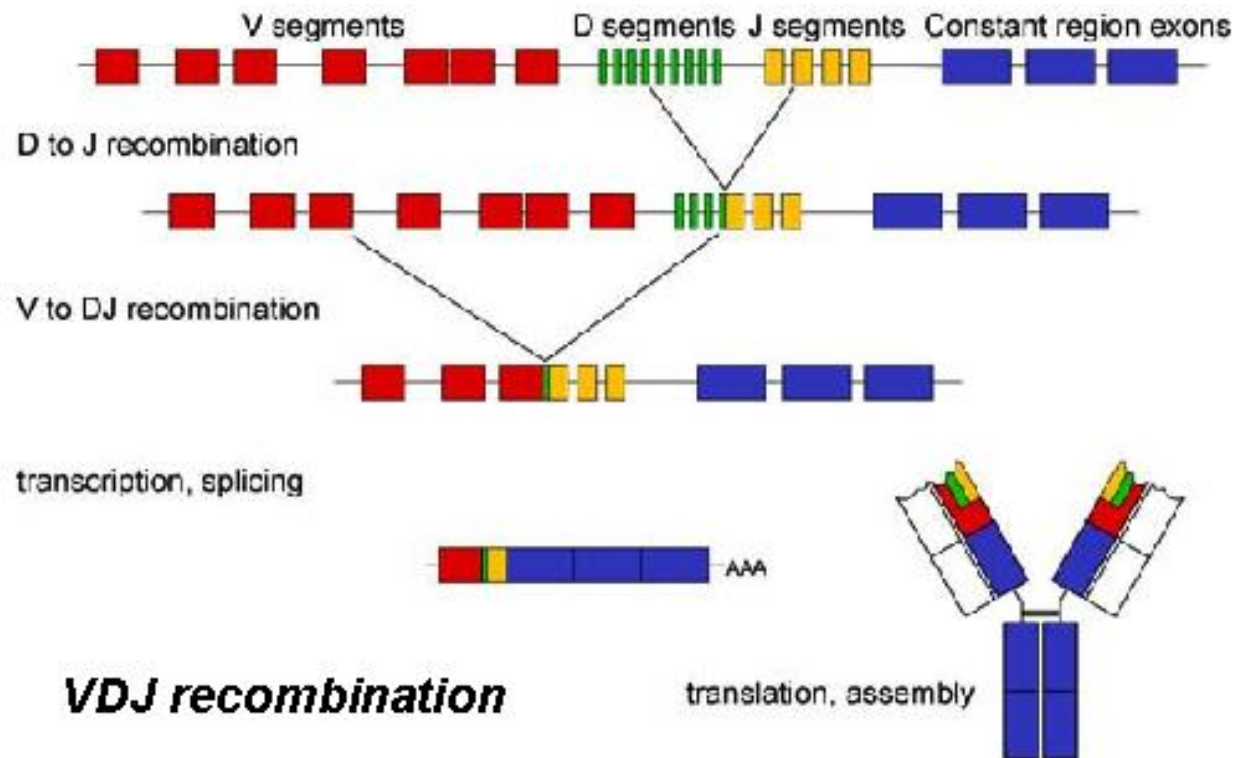 V segments D segments J segments Constant region exons
D to J recombination
V to DJ recombination
transcription, splicing
AAA
VDJ recombination
translation, assembly